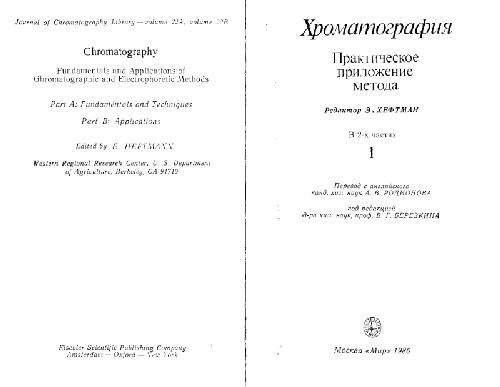 Journal of Chromatography Library — volume 22A, volume 22B
Chromatography
Fundamentals and Applications of
Chromatographic and Electrophoretic Methods
Part A: Fundamentals and Techniques
Part B: Applications
Edited by E. HEFTMANN
Western Regional Research Center, U. S. Department
of Agriculture, Berkeley, CA 94710
Elsevier Scientific Publishing Company
Amsterdam — Oxford — New York
Хроматография
Практическое
приложение
метода
Редактор Э. ХЕФТМАН
В 2-х частях
1
Перевод с английского
канд. хим. наук А. В. РОДИОНОВА
под редакцией
д-ра хим. наук, проф. В. Г. БЕРЕЗКИНА
Москва «Мир» 1986